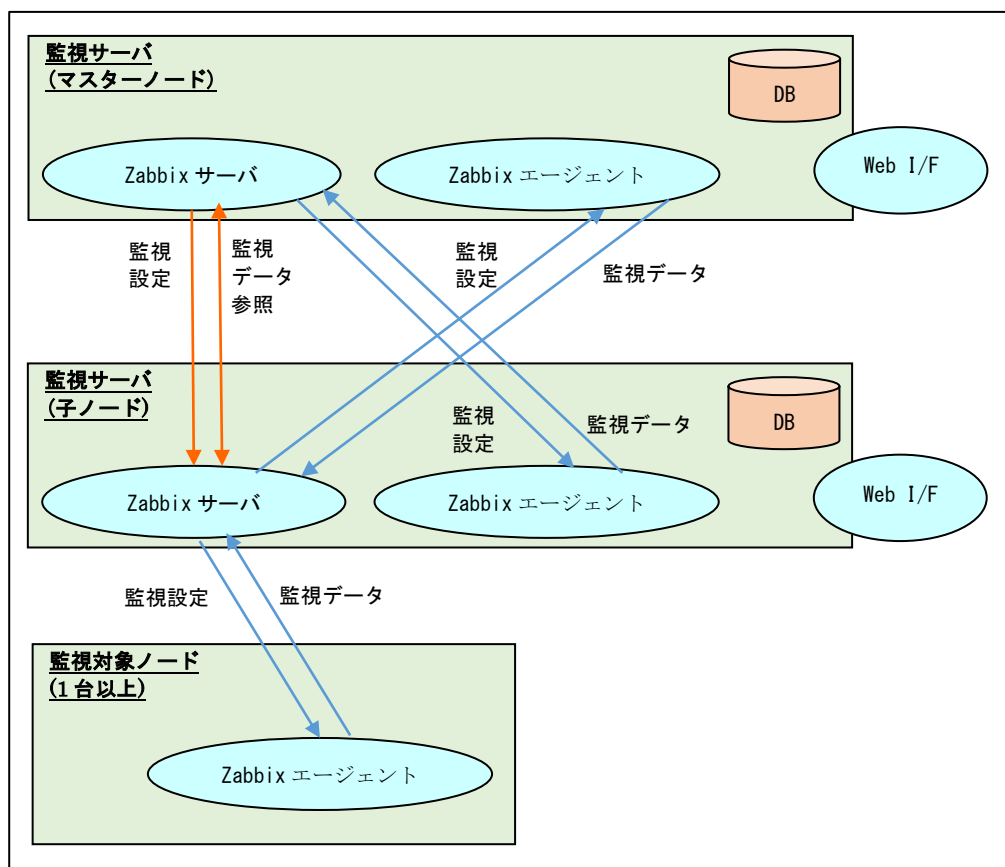 監視サーバ
(マスターノード)
DB
Zabbix サーバ
Zabbix エージェント
Web I/F
監視
設定
監視
データ
参照
監視
設定
監視データ
監視サーバ
(子ノード)
DB
監視
設定
監視データ
Zabbix サーバ
Zabbix エージェント
Web I/F
監視設定
監視データ
監視対象ノード
(1 台以上)
Zabbix エージェント